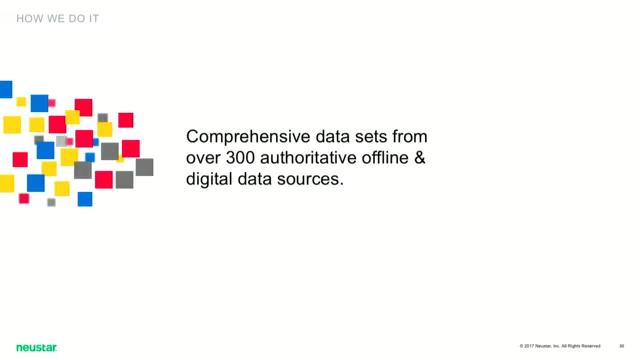 HOW WE DO IT
Comprehensive data sets from
over 300 authoritative offline &
digital data sources.
neustar
© 2017 Neustar, Inc. All Rights Reserved